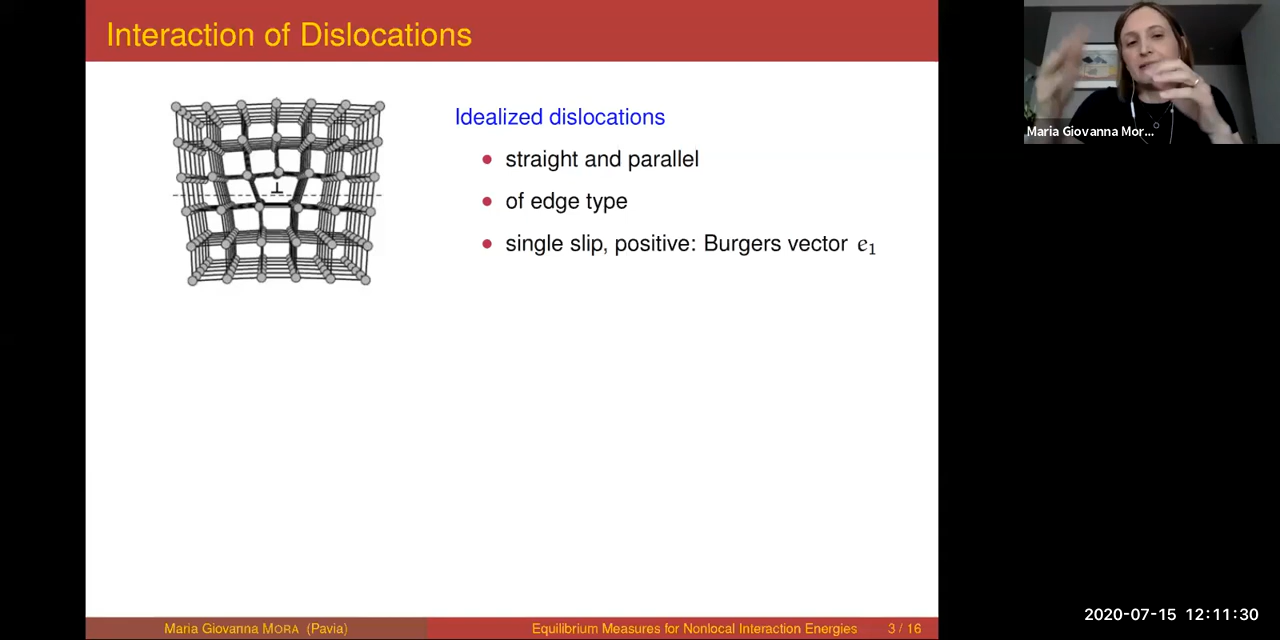 Interaction of Dislocations
Idealized dislocations
• straight and parallel
• of edge type
• single slip, positive: Burgers vector e₁
⊥
Maria Giovanna Mor...
Maria Giovanna MORA (Pavia)
Equilibrium Measures for Nonlocal Interaction Energies
3 / 16
2020-07-15 12:11:30